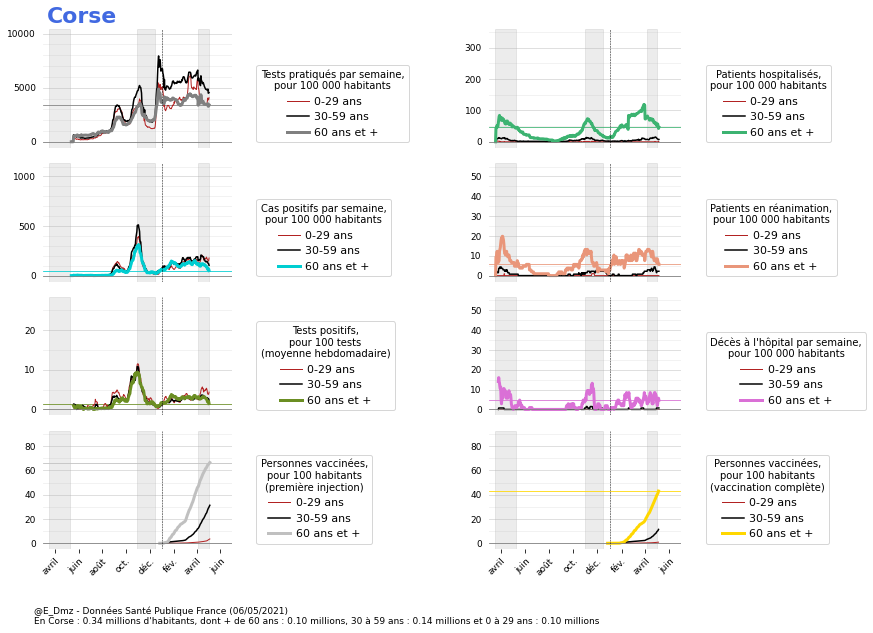 Corse
10000
5000
0
Tests pratiqués par semaine,
pour 100 000 habitants
0-29 ans
30-59 ans
60 ans et +
300
200
100
0
Patients hospitalisés,
pour 100 000 habitants
0-29 ans
30-59 ans
60 ans et +
1000
500
0
Cas positifs par semaine,
pour 100 000 habitants
0-29 ans
30-59 ans
60 ans et +
50
40
30
20
10
0
Patients en réanimation,
pour 100 000 habitants
0-29 ans
30-59 ans
60 ans et +
20
10
0
Tests positifs,
pour 100 tests
(moyenne hebdomadaire)
0-29 ans
30-59 ans
60 ans et +
50
40
30
20
10
0
Décès à l'hôpital par semaine,
pour 100 000 habitants
0-29 ans
30-59 ans
60 ans et +
80
60
40
20
0
avril juin août oct. déc. fév. avril juin
Personnes vaccinées,
pour 100 habitants
(première injection)
0-29 ans
30-59 ans
60 ans et +
80
60
40
20
0
avril juin août oct. déc. fév. avril juin
Personnes vaccinées,
pour 100 habitants
(vaccination complète)
0-29 ans
30-59 ans
60 ans et +
@E_Dmz - Données Santé Publique France (06/05/2021)
En Corse : 0.34 millions d'habitants, dont + de 60 ans : 0.10 millions, 30 à 59 ans : 0.14 millions et 0 à 29 ans : 0.10 millions